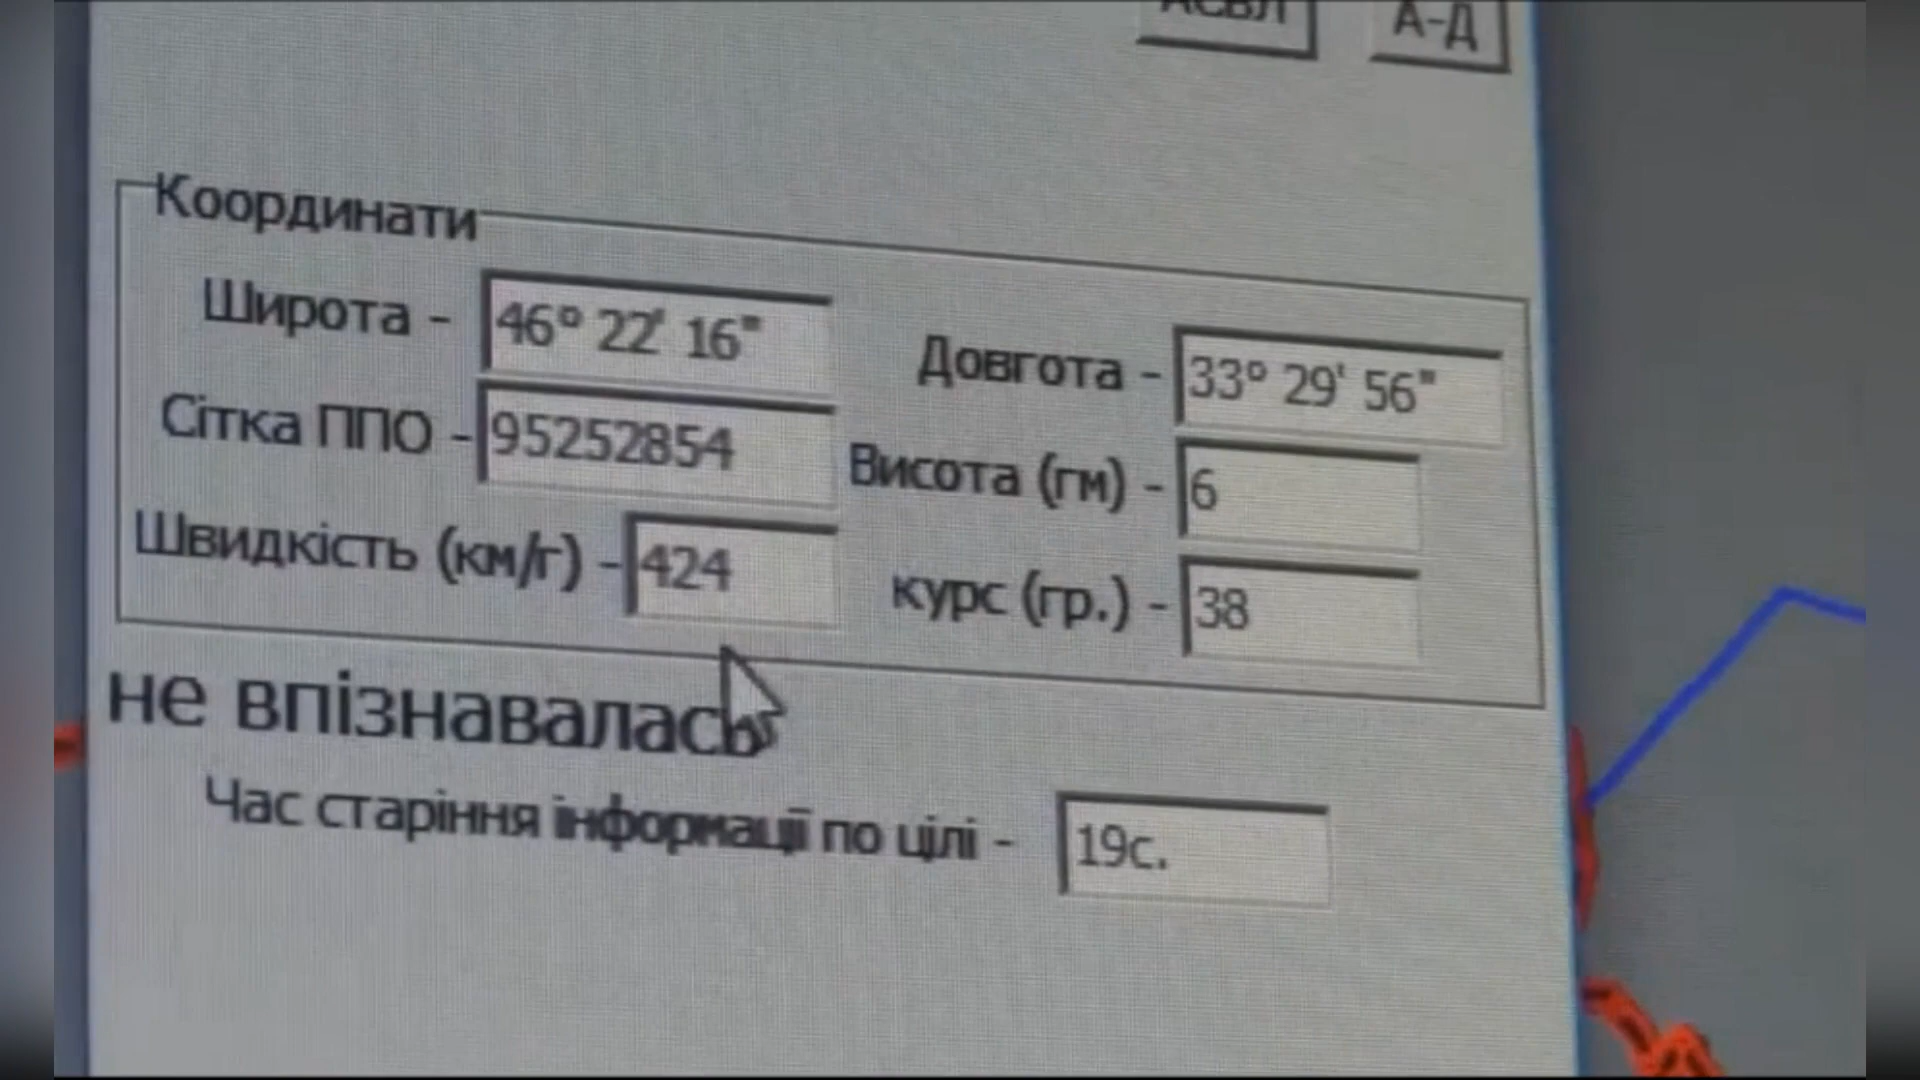 АСВЛ А-Д
Координати
Широта - 46° 22' 16"
Довгота - 33° 29' 56"
Сітка ППО - 95252854
Висота (гм) - 6
Швидкість (км/г) - 424
курс (гр.) - 38
не впізнавалась
Час старіння інформації по цілі - 19с.